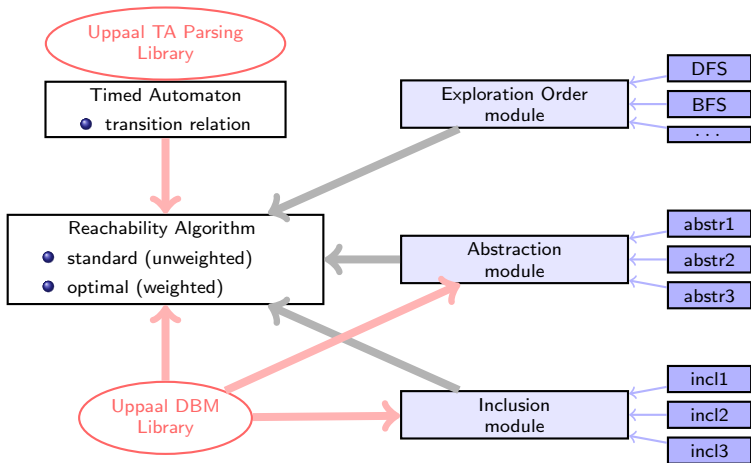 Uppaal TA Parsing
Library
Timed Automaton
transition relation
Exploration Order
module
DFS
BFS
...
Reachability Algorithm
standard (unweighted)
optimal (weighted)
Abstraction
module
abstr1
abstr2
abstr3
Uppaal DBM
Library
Inclusion
module
incl1
incl2
incl3